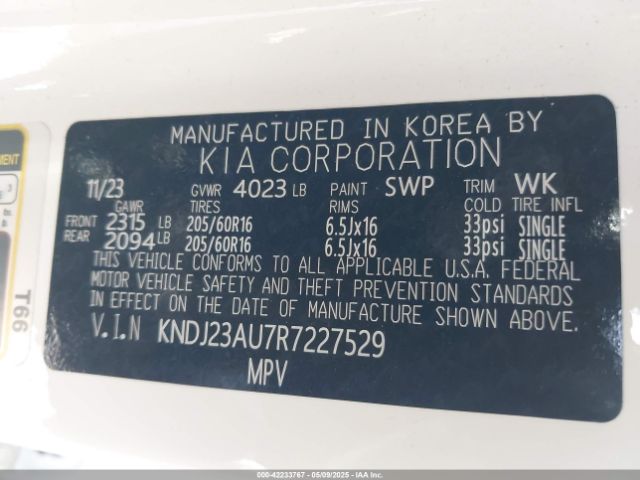 MANUFACTURED IN KOREA BY
KIA CORPORATION
11/23 GVWR 4023 LB PAINT SWP TRIM WK
GAWR TIRES RIMS COLD TIRE INFL
FRONT 2315 LB 205/60R16 6.5Jx16 33psi SINGLE
REAR 2094 LB 205/60R16 6.5Jx16 33psi SINGLE
THIS VEHICLE CONFORMS TO ALL APPLICABLE U.S.A. FEDERAL
MOTOR VEHICLE SAFETY AND THEFT PREVENTION STANDARDS
IN EFFECT ON THE DATE OF MANUFACTURE SHOWN ABOVE.
V.I.N KNDJ23AU7R7227529
MPV
T66
000-42233767 - 05/09/2025 - COPYRIGHT IAA, LLC.